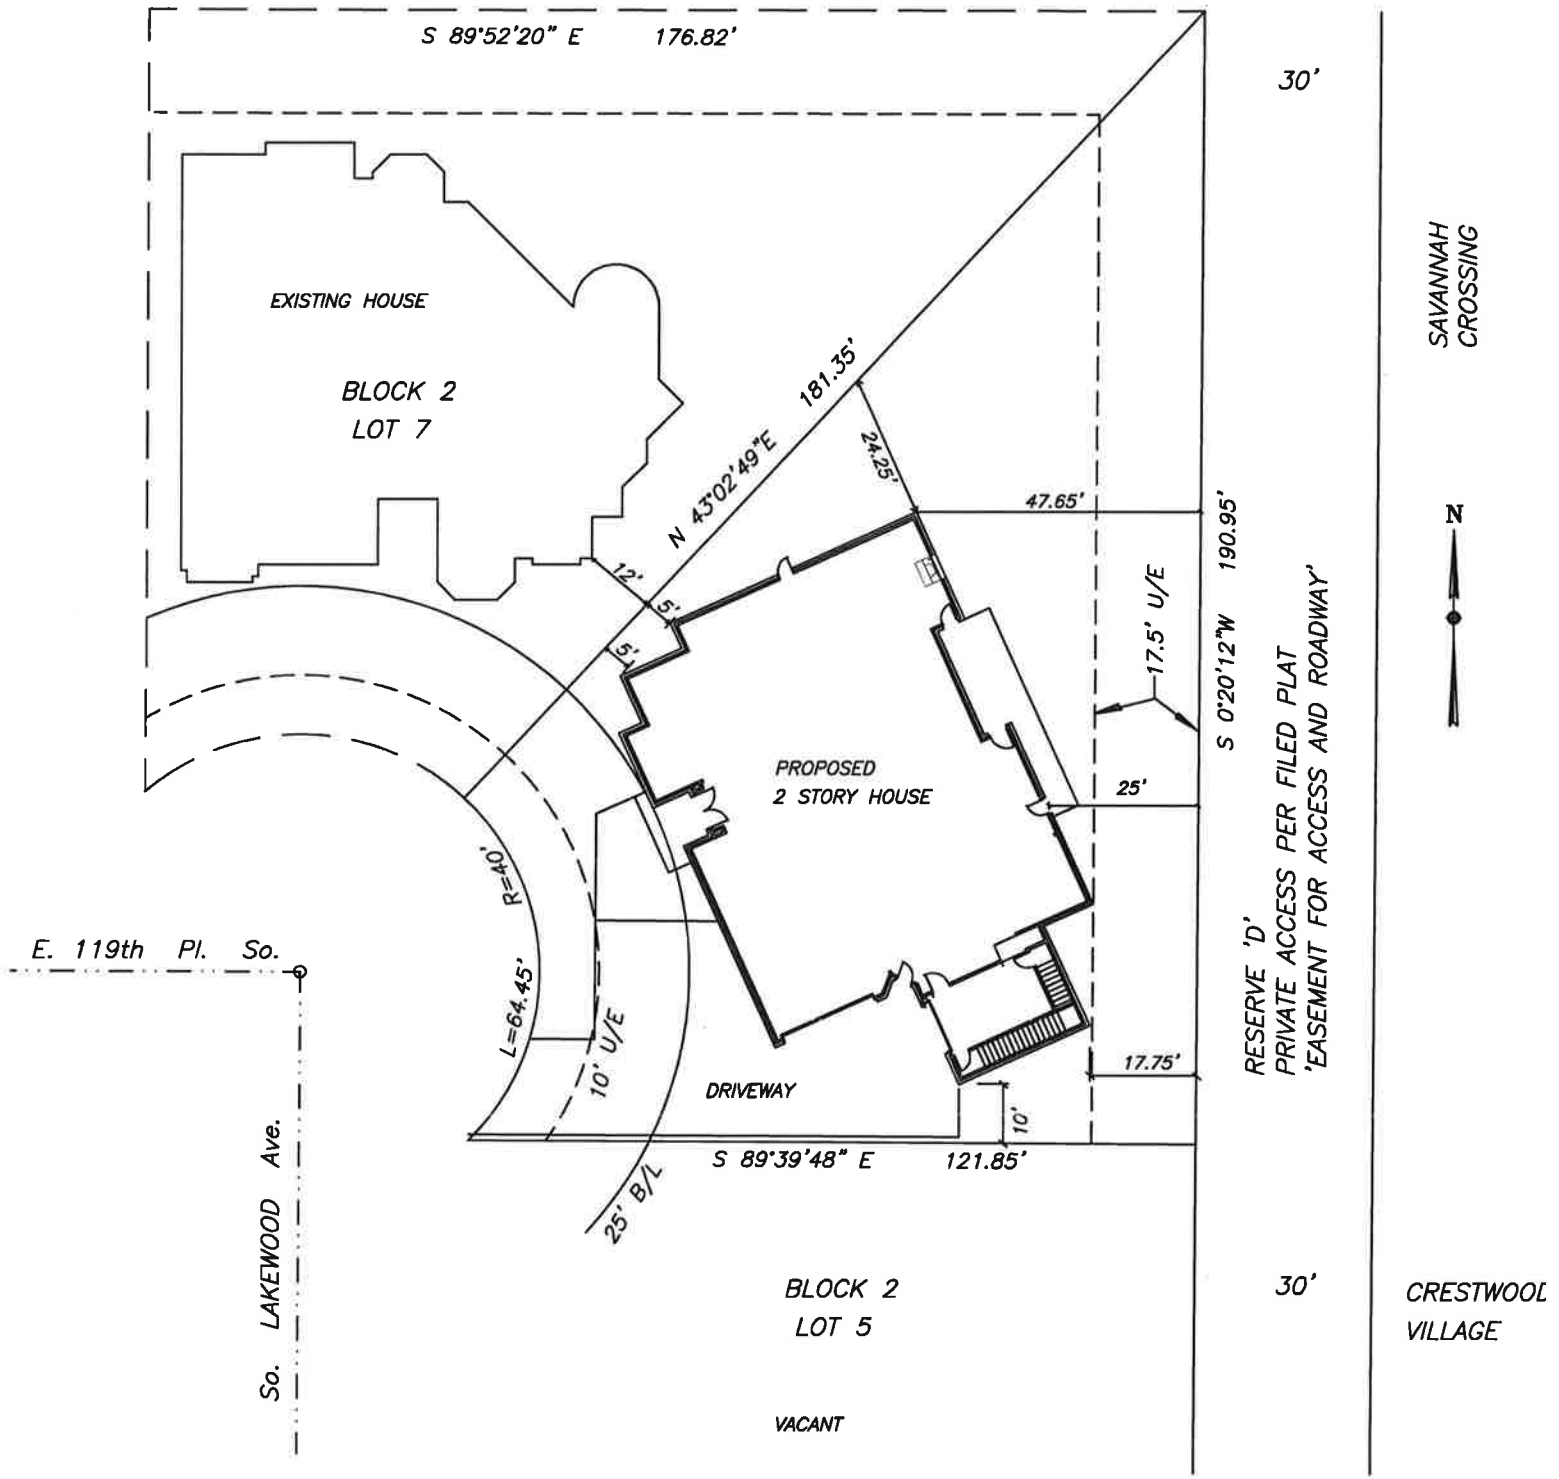 S 89°52'20" E 176.82'
30'
SAVANNAH
CROSSING
EXISTING HOUSE
BLOCK 2
LOT 7
181.35'
N 43°02'49"E
24.25'
47.65'
S 0°20'12"W 190.95'
N
12'
5'
5'
17.5' U/E
PROPOSED
2 STORY HOUSE
25'
RESERVE 'D'
PRIVATE ACCESS PER FILED PLAT
'EASEMENT FOR ACCESS AND ROADWAY'
R=40'
E. 119th Pl. So.
L=64.45'
10' U/E
DRIVEWAY
17.75'
10'
S 89°39'48" E 121.85'
25' B/L
So. LAKEWOOD Ave.
BLOCK 2
LOT 5
30'
CRESTWOOD
VILLAGE
VACANT